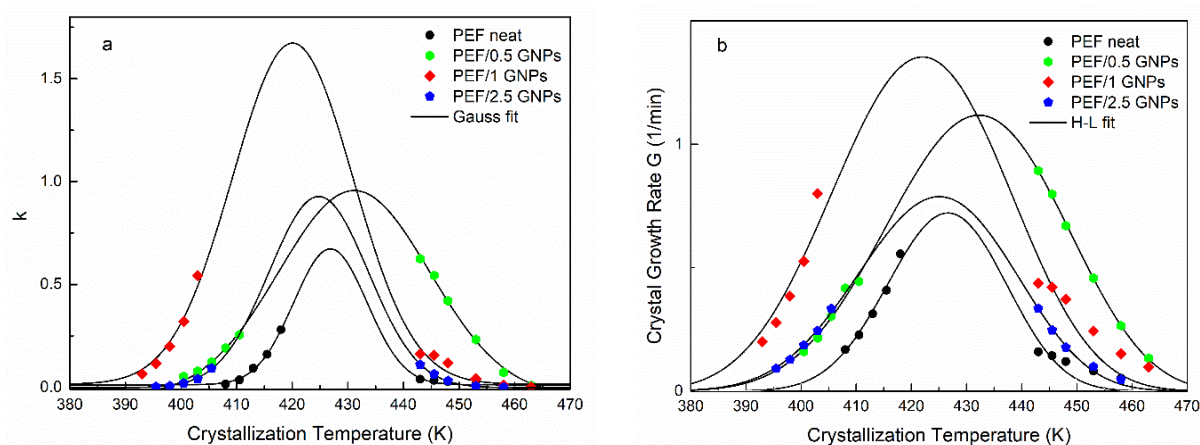 a
PEF neat
PEF/0.5 GNPs
PEF/1 GNPs
PEF/2.5 GNPs
Gauss fit
1.5
1.0
0.5
0.0
k
380 390 400 410 420 430 440 450 460 470
Crystallization Temperature (K)
b
PEF neat
PEF/0.5 GNPs
PEF/1 GNPs
PEF/2.5 GNPs
H-L fit
1
0
Crystal Growth Rate G (1/min)
380 390 400 410 420 430 440 450 460 470
Crystallization Temperature (K)